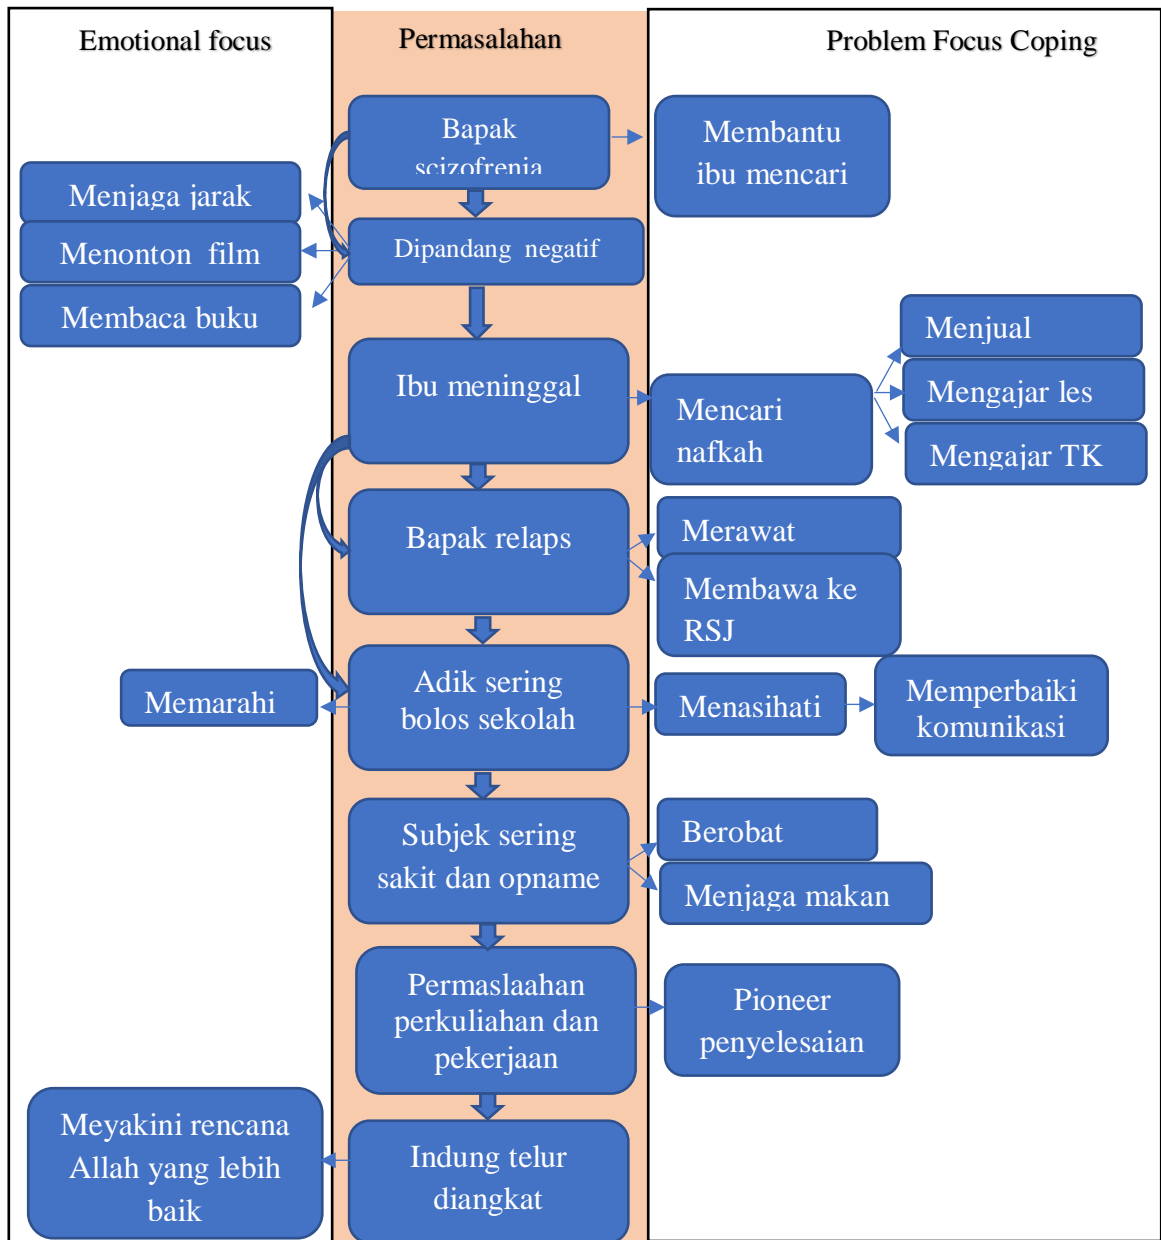 Emotional focus
Permasalahan
Problem Focus Coping
Bapak
scizofrenia
Membantu
ibu mencari
Menjaga jarak
Menonton film
Membaca buku
Dipandang negatif
Ibu meninggal
Mencari
nafkah
Menjual
Mengajar les
Mengajar TK
Bapak relaps
Merawat
Membawa ke
RSJ
Memarahi
Adik sering
bolos sekolah
Menasihati
Memperbaiki
komunikasi
Subjek sering
sakit dan opname
Berobat
Menjaga makan
Permaslaahan
perkuliahan dan
pekerjaan
Pioneer
penyelesaian
Meyakini rencana
Allah yang lebih
baik
Indung telur
diangkat